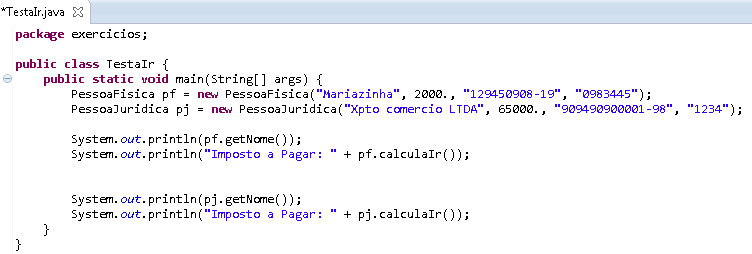 *TestaIr.java
package exercicios;
public class TestaIr {
public static void main(String[] args) {
PessoaFisica pf = new PessoaFisica("Mariazinha", 2000., "129450908-19", "0983445");
PessoaJuridica pj = new PessoaJuridica("Xpto comercio LTDA", 65000., "909490900001-98", "1234");
System.out.println(pf.getNome());
System.out.println("Imposto a Pagar: " + pf.calculaIr());
System.out.println(pj.getNome());
System.out.println("Imposto a Pagar: " + pj.calculaIr());
}
}